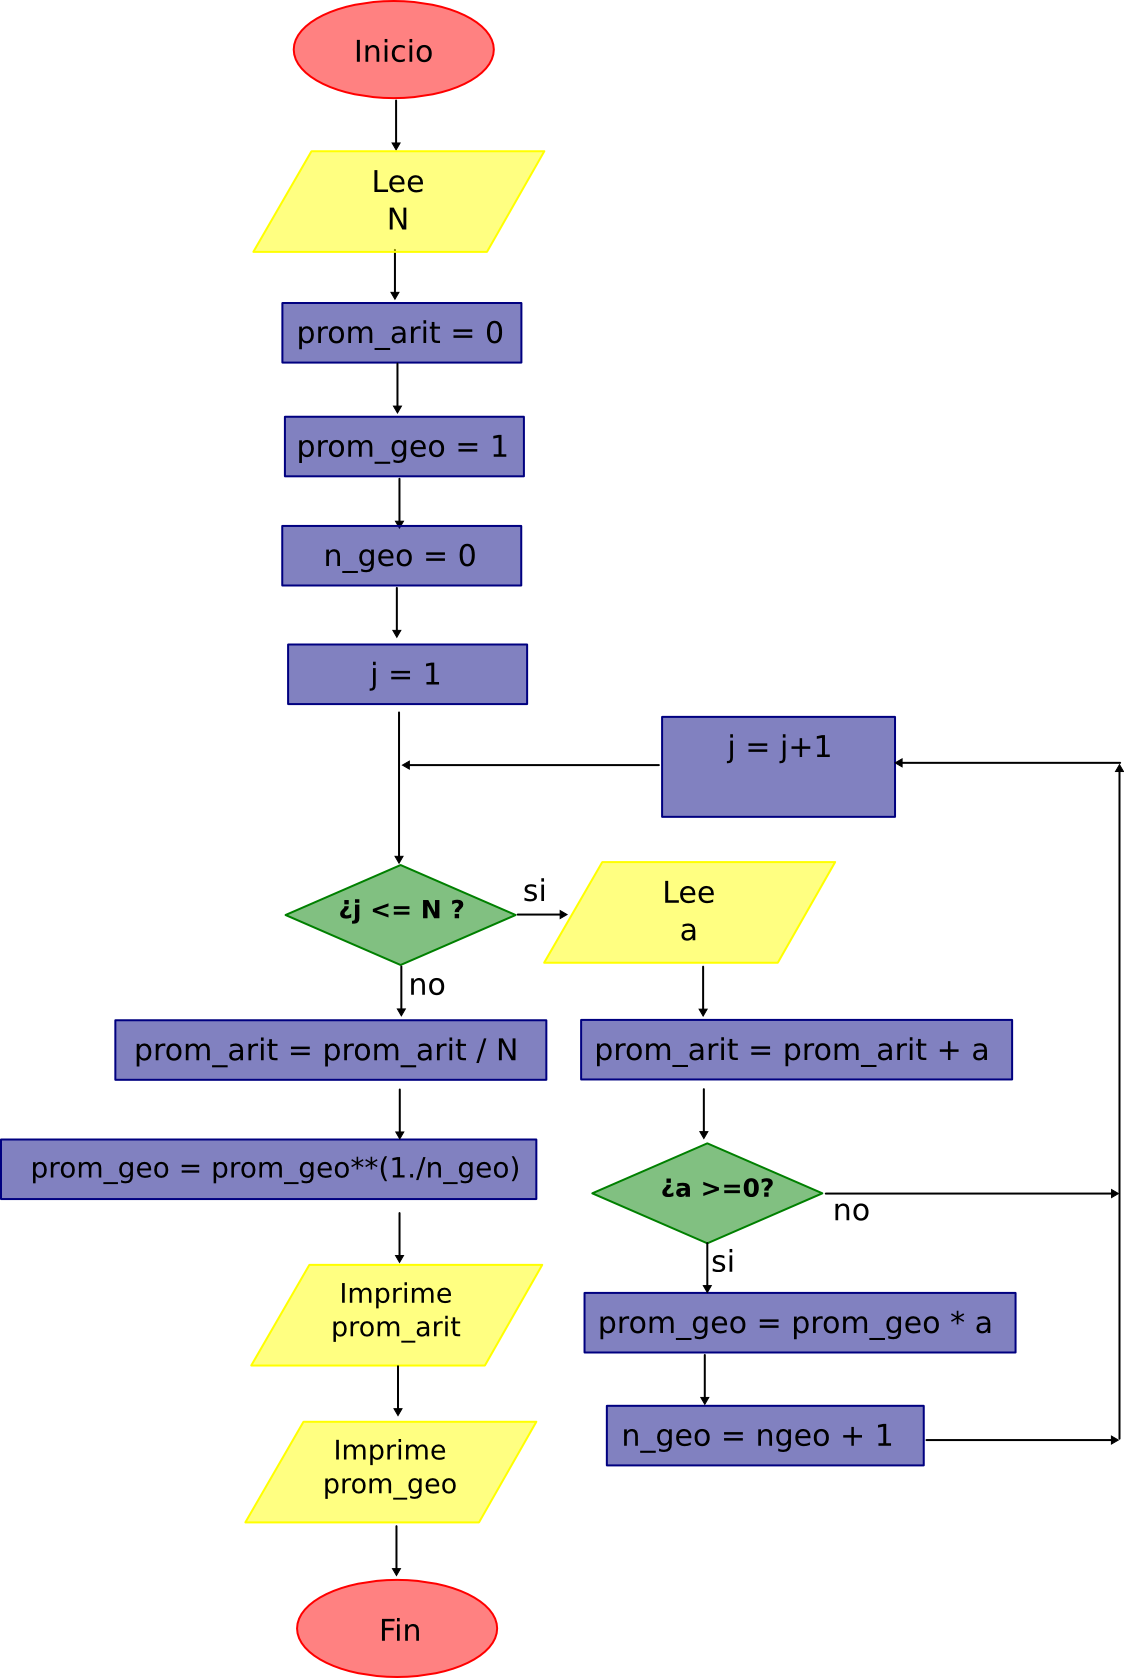 Inicio
Lee
N
prom_arit = 0
prom_geo = 1
n_geo = 0
j = 1
j = j+1
¿j <= N ?
si
Lee
a
no
prom_arit = prom_arit / N
prom_arit = prom_arit + a
prom_geo = prom_geo**(1./n_geo)
¿a >=0?
no
si
Imprime
prom_arit
prom_geo = prom_geo * a
n_geo = ngeo + 1
Imprime
prom_geo
Fin